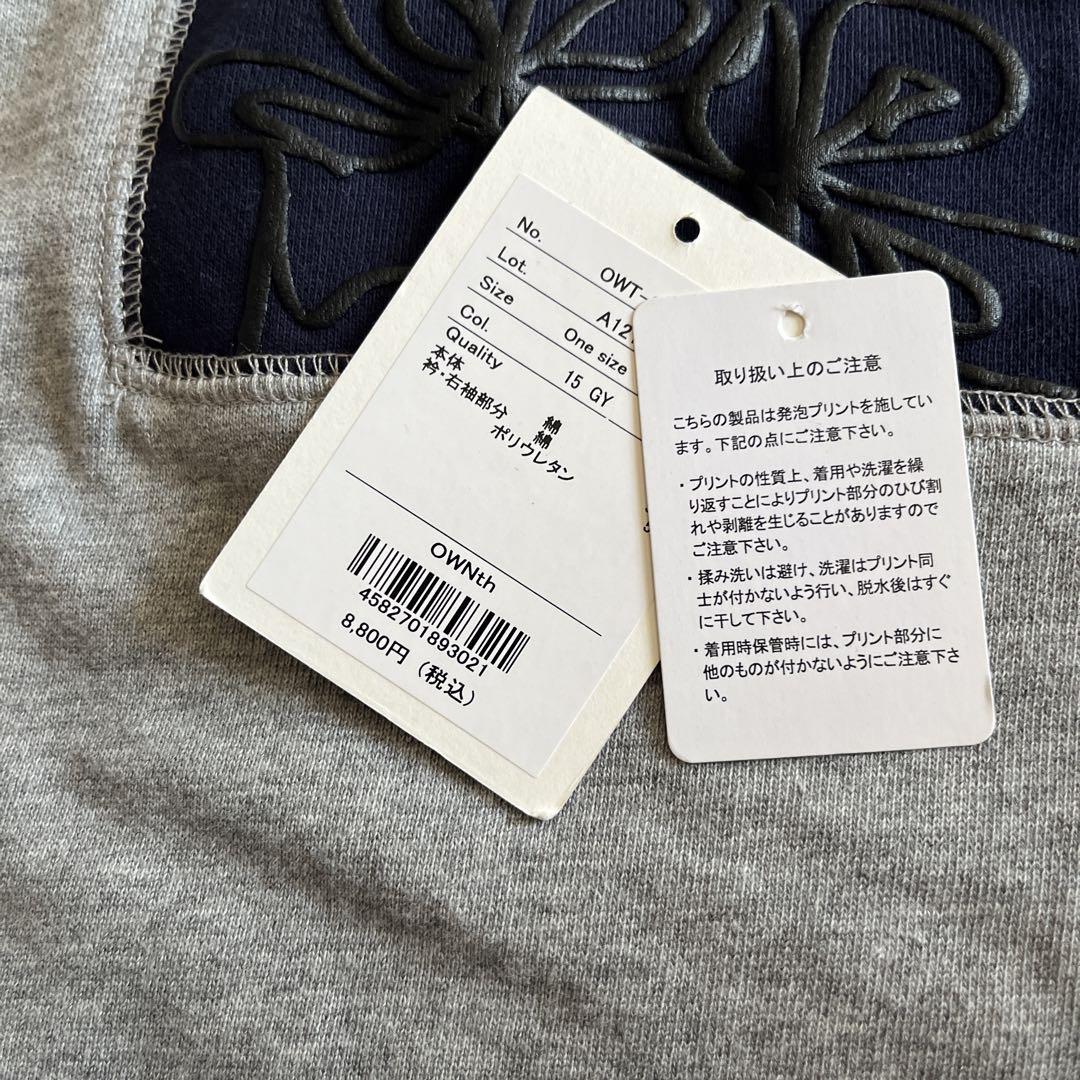 No. OWT-
Lot. A12
Size One size
Col. 15 GY
Quality
本体 綿
衿・右袖部分 綿
ポリウレタン
OWNth
4582701893021
8,800円 (税込)
取り扱い上のご注意
こちらの製品は発泡プリントを施してい
ます。下記の点にご注意下さい。
・プリントの性質上、着用や洗濯を繰
り返すことによりプリント部分のひび割
れや剥離を生じることがありますので
ご注意下さい。
・揉み洗いは避け、洗濯はプリント同
士が付かないよう行い、脱水後はすぐ
に干して下さい。
・着用時保管時には、プリント部分に
他のものが付かないようにご注意下さ
い。